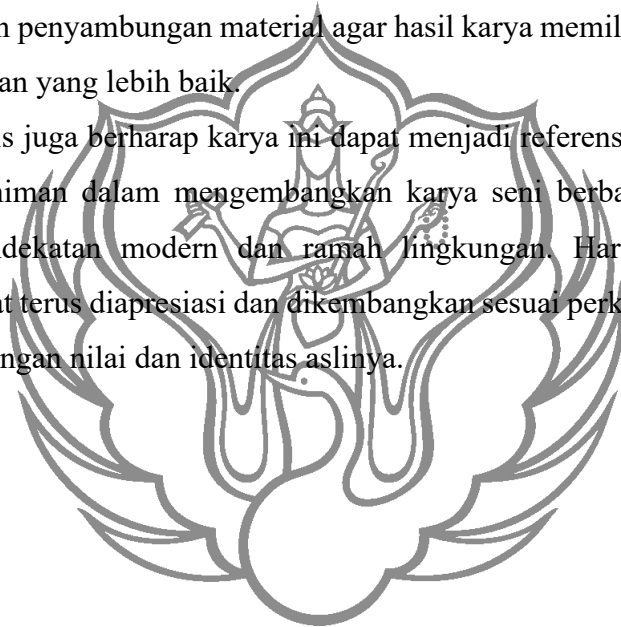 n penyambungan material agar hasil karya memil
an yang lebih baik.
s juga berharap karya ini dapat menjadi referens
niman dalam mengembangkan karya seni berba
dekatan modern dan ramah lingkungan. Har
at terus diapresiasi dan dikembangkan sesuai perk
ngan nilai dan identitas aslinya.